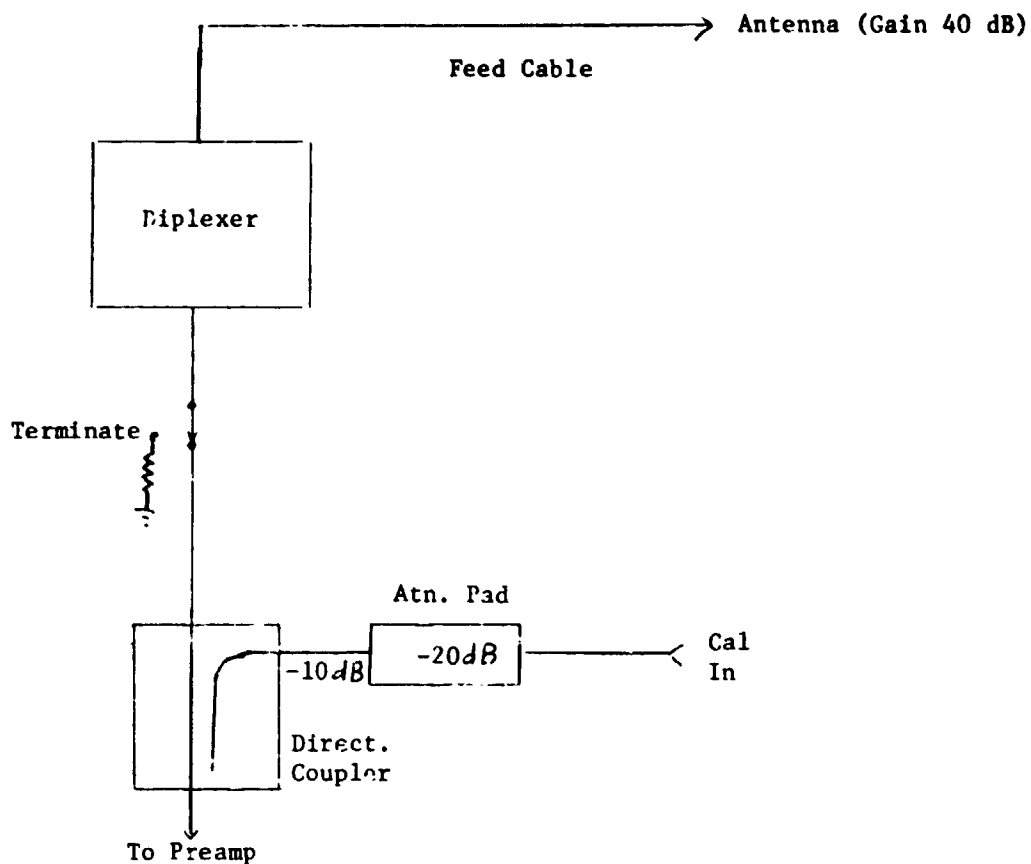 Antenna (Gain 40 dB)
Feed Cable
Diplexer
Terminate
Atn. Pad
-10dB
-20dB
Cal
In
Direct.
Coupler
To Preamp